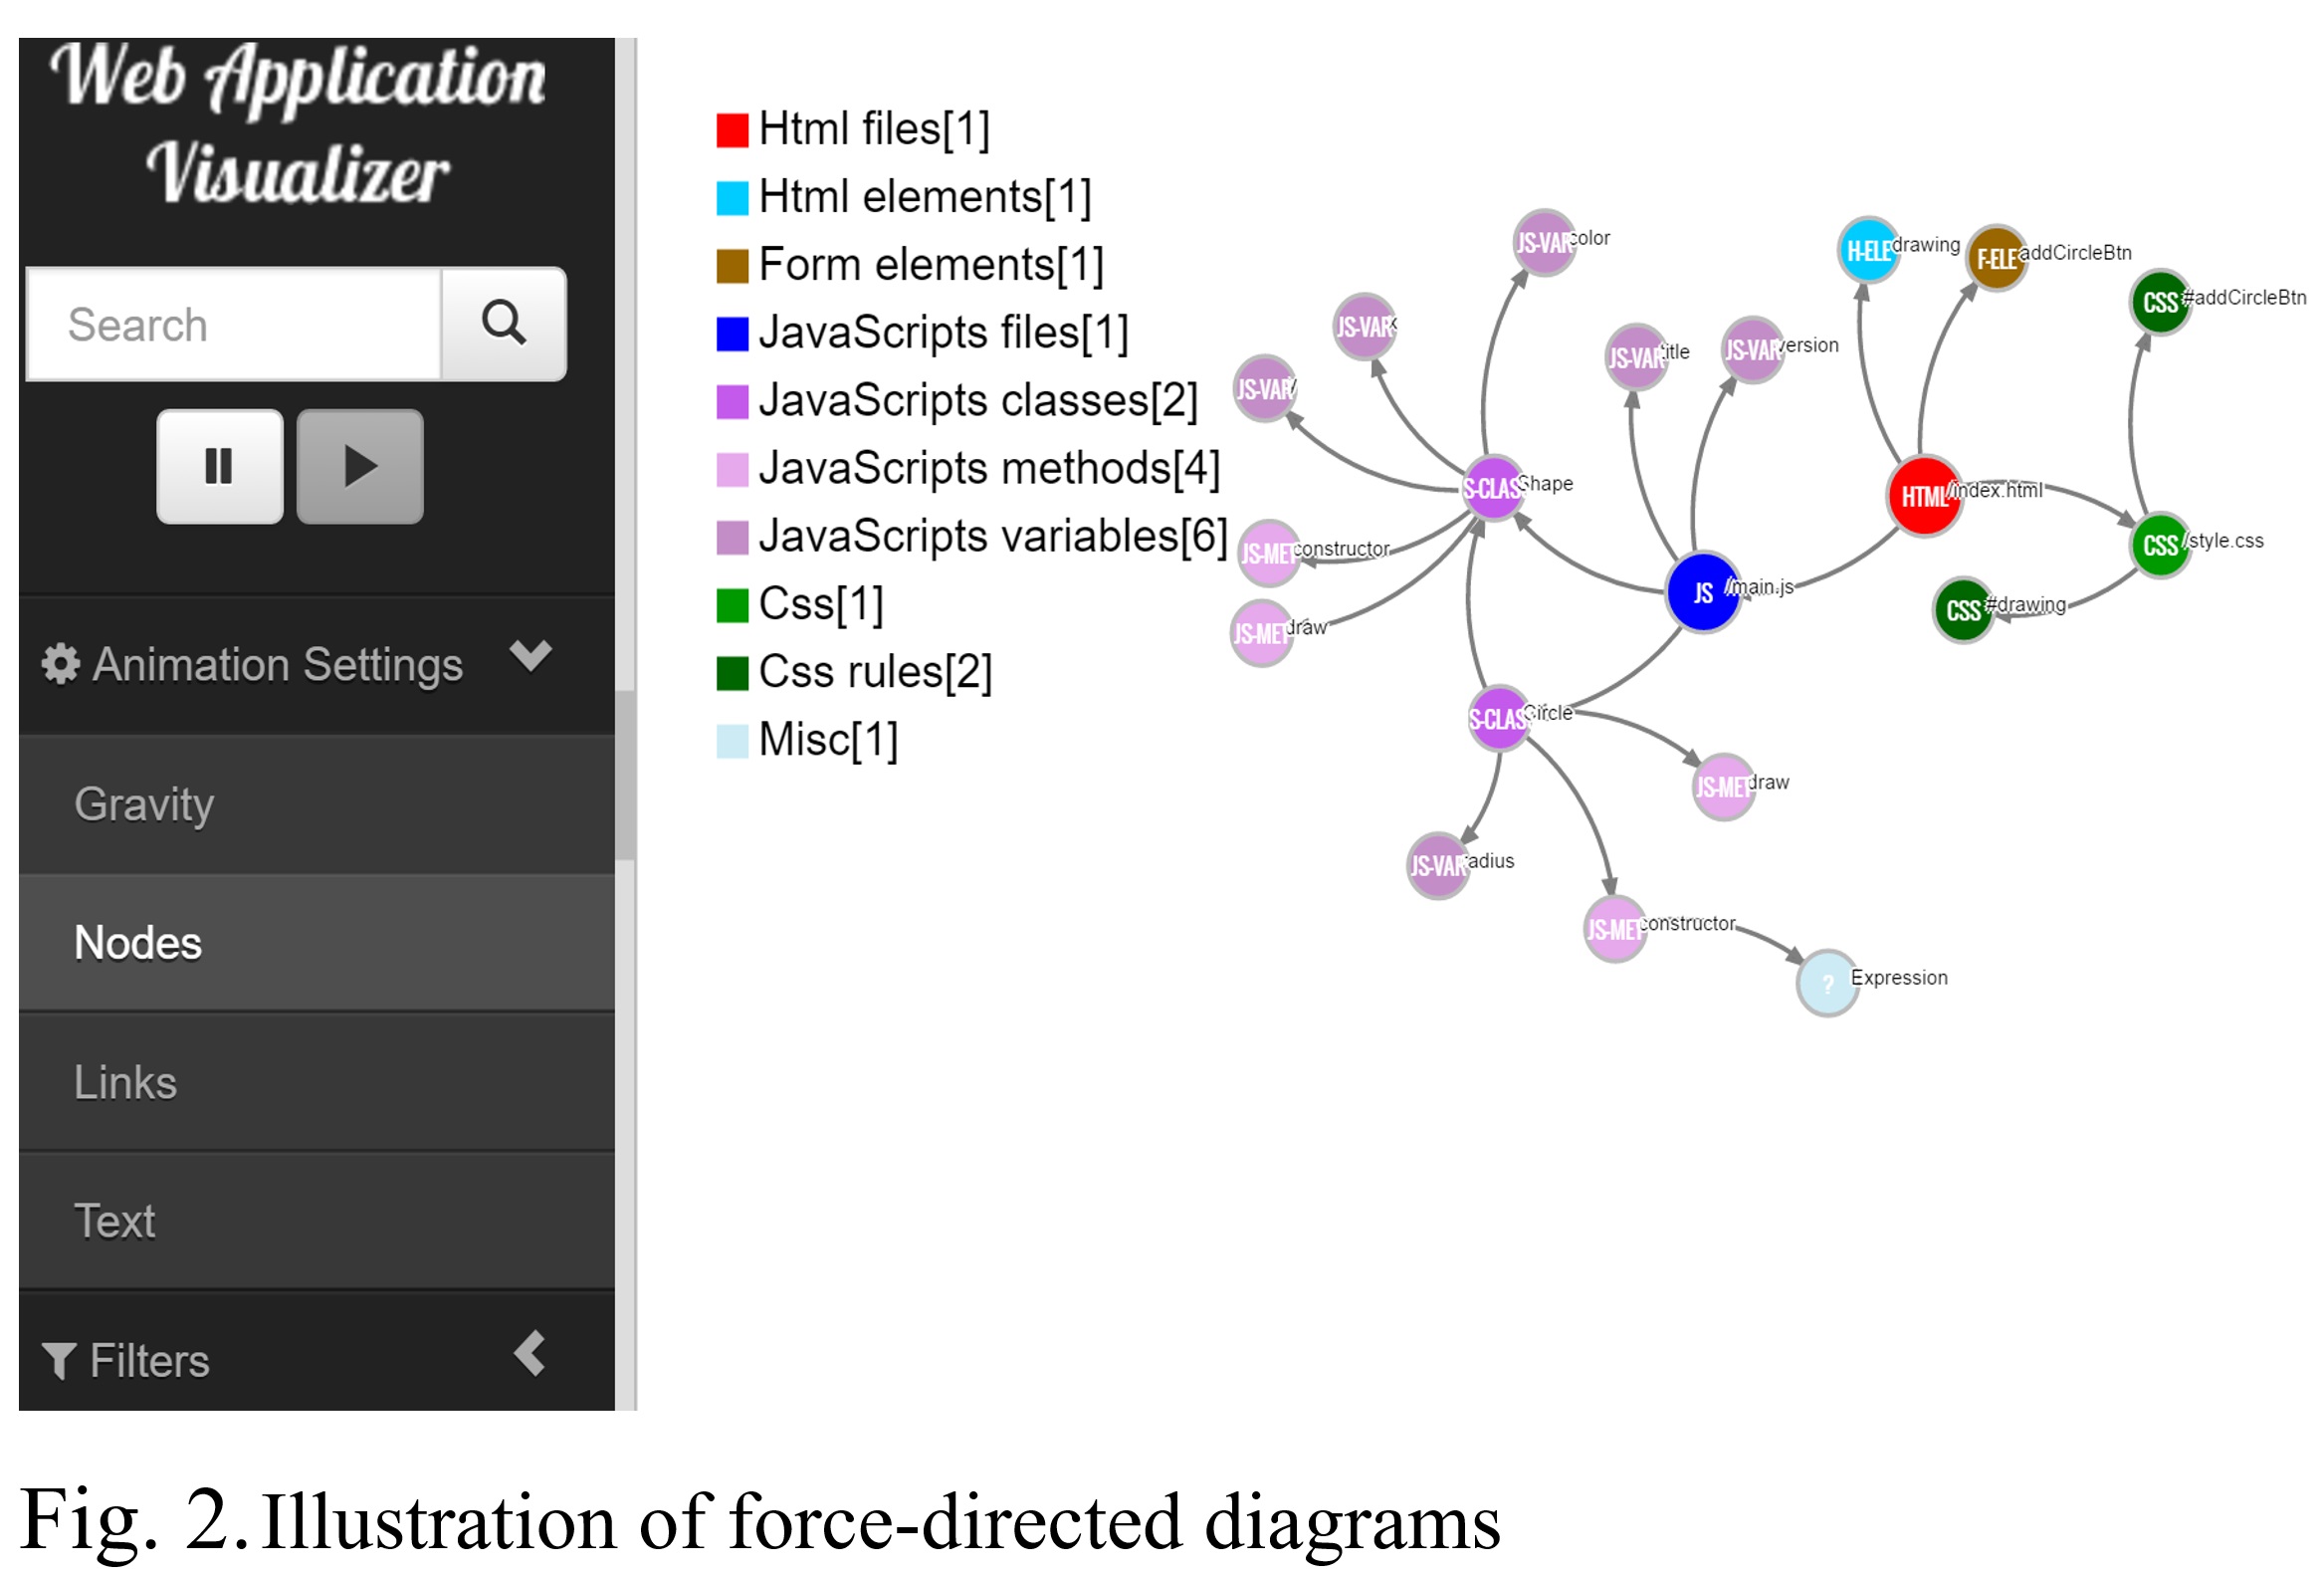 Web Application
Visualizer
Search
Animation Settings
Gravity
Nodes
Links
Text
Filters
Html files[1]
Html elements[1]
Form elements[1]
JavaScripts files[1]
JavaScripts classes[2]
JavaScripts methods[4]
JavaScripts variables[6]
Css[1]
Css rules[2]
Misc[1]
JS-VAR color
H-ELE drawing
F-ELE addCircleBtn
CSS #addCircleBtn
JS-VAR x
JS-VAR title
JS-VAR version
JS-VAR
S-CLAS Shape
HTML /index.html
CSS /style.css
JS-MET constructor
JS /main.js
CSS #drawing
JS-MET draw
S-CLAS Circle
JS-MET draw
JS-VAR radius
JS-MET constructor
? Expression
Fig. 2. Illustration of force-directed diagrams